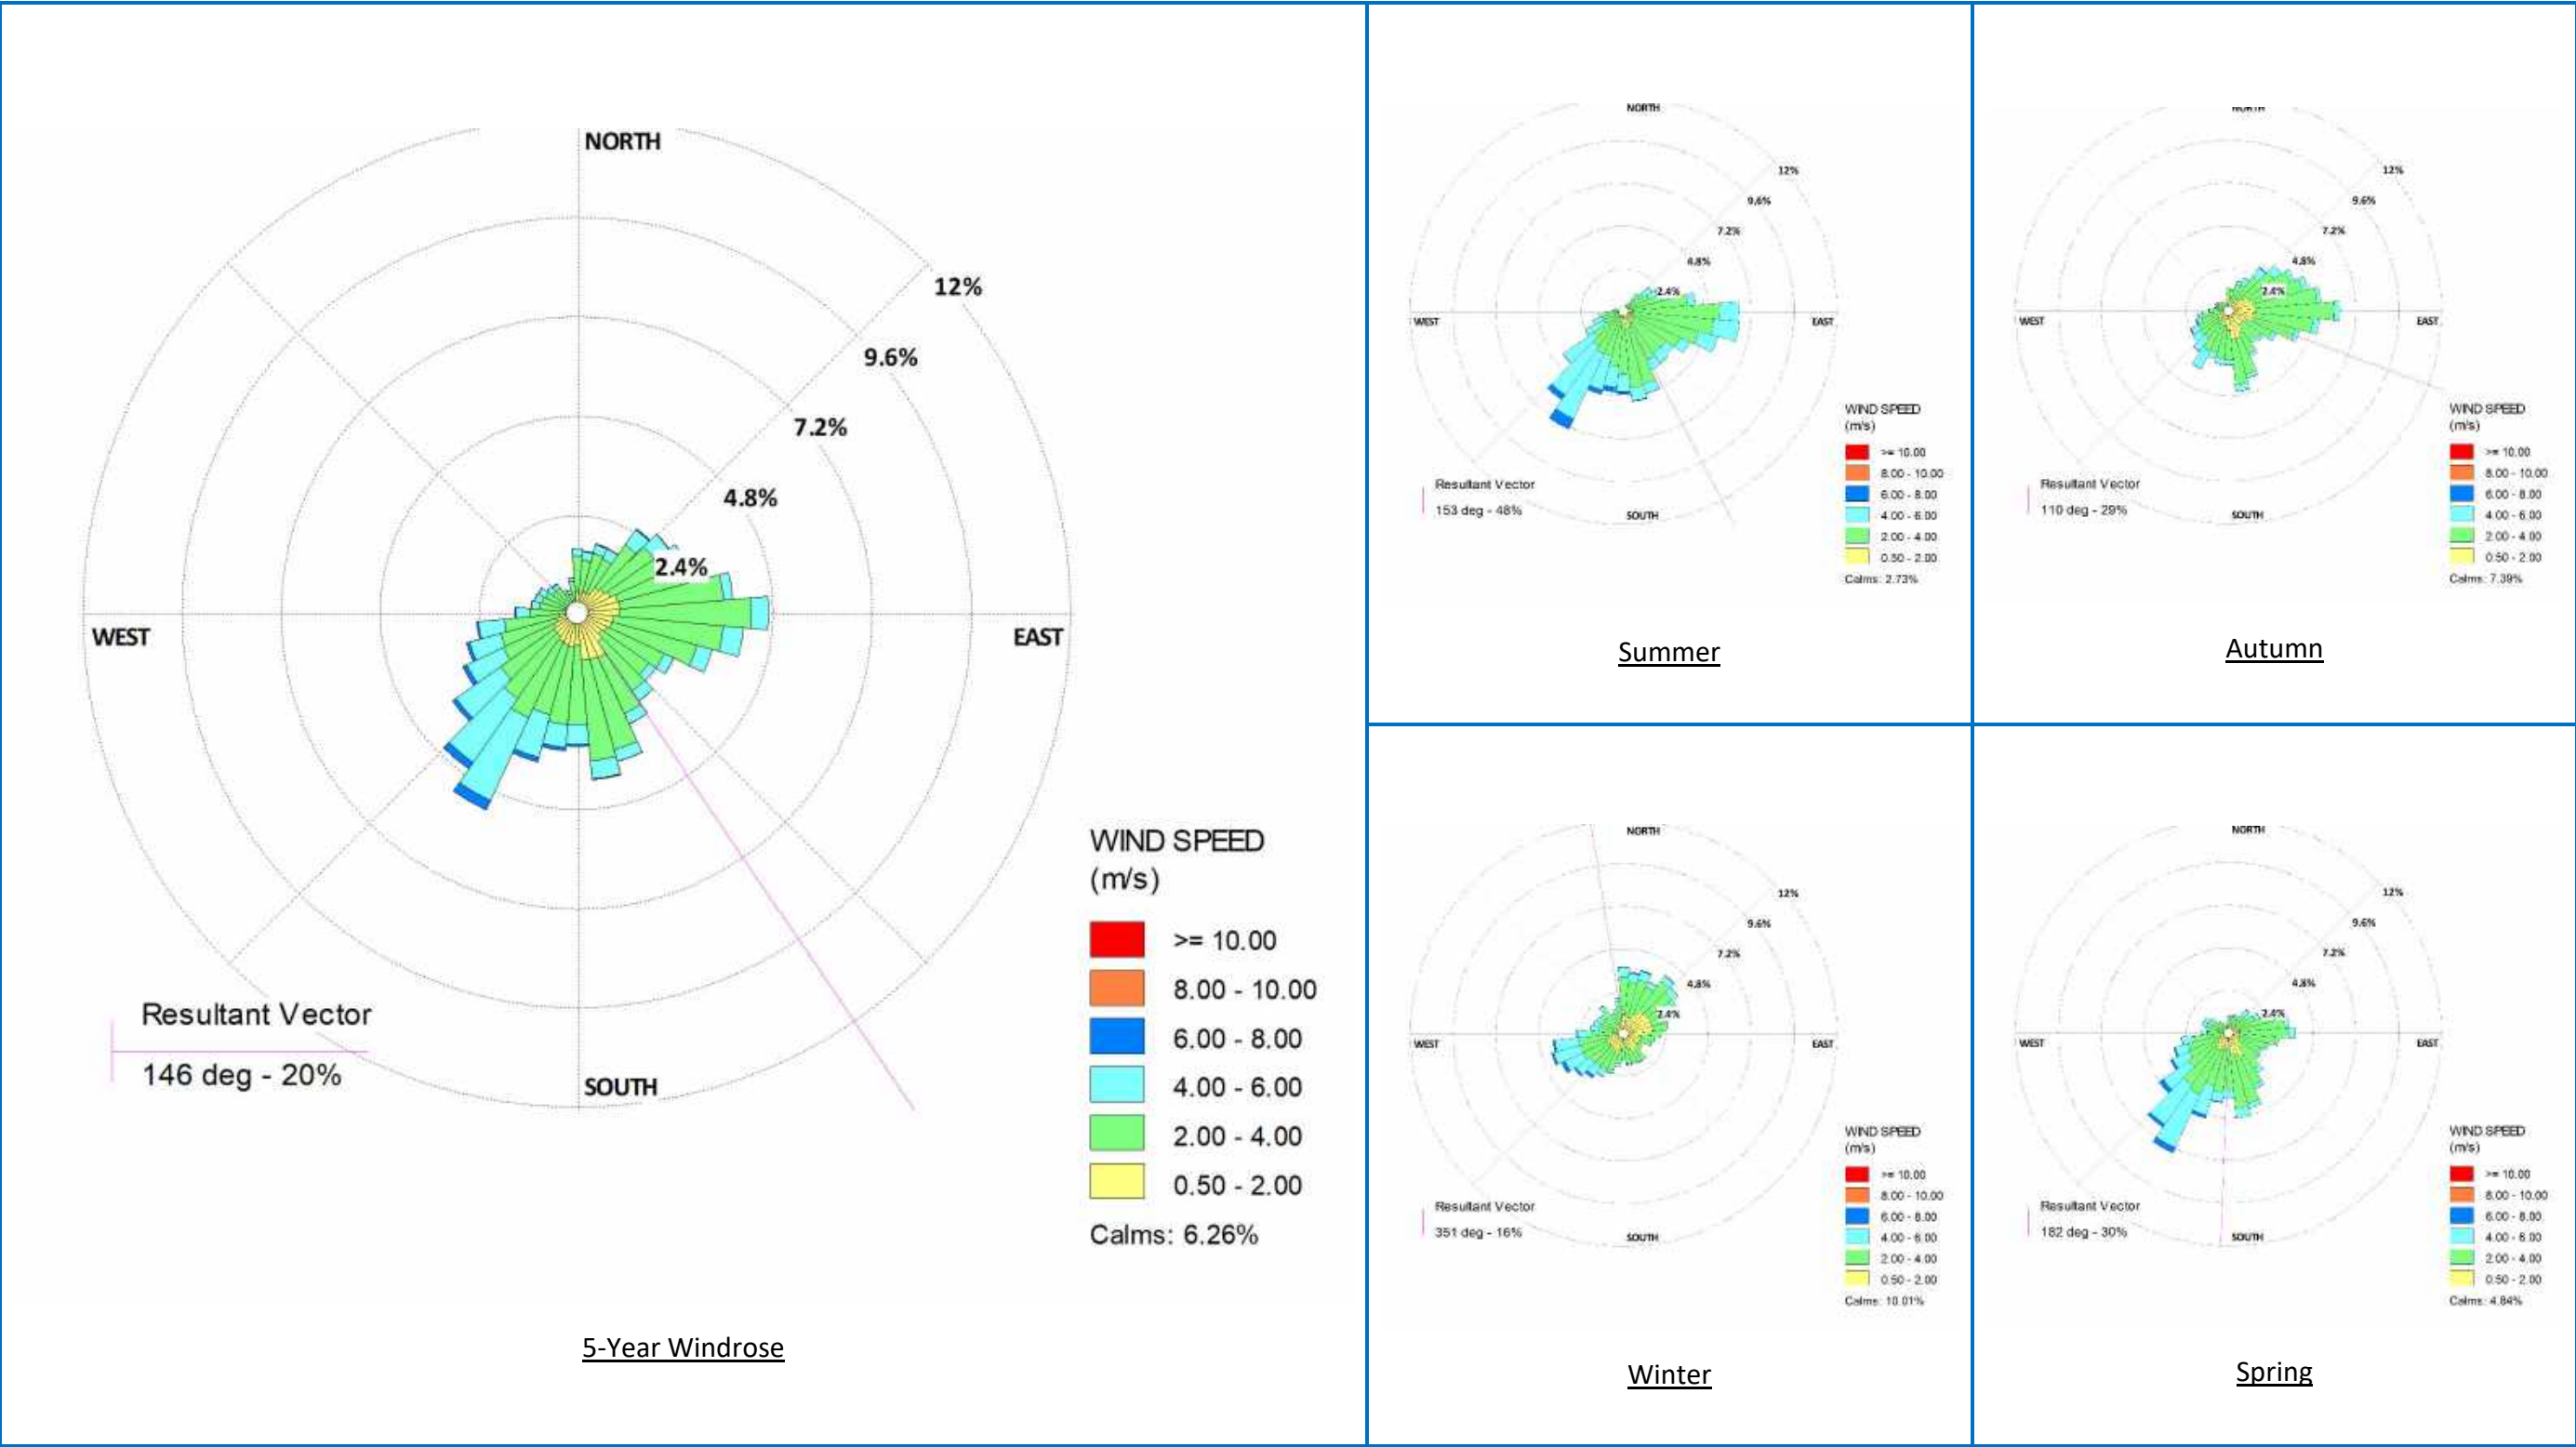 NORTH
12%
9.6%
7.2%
4.8%
2.4%
WEST
EAST
SOUTH
Resultant Vector
146 deg - 20%
WIND SPEED
(m/s)
>= 10.00
8.00 - 10.00
6.00 - 8.00
4.00 - 6.00
2.00 - 4.00
0.50 - 2.00
Calms: 6.26%
5-Year Windrose
NORTH
12%
9.6%
7.2%
4.8%
2.4%
WEST
EAST
SOUTH
Resultant Vector
153 deg - 48%
WIND SPEED
(m/s)
>= 10.00
8.00 - 10.00
6.00 - 8.00
4.00 - 6.00
2.00 - 4.00
0.50 - 2.00
Calms: 2.73%
Summer
NORTH
12%
9.6%
7.2%
4.8%
2.4%
WEST
EAST
SOUTH
Resultant Vector
110 deg - 29%
WIND SPEED
(m/s)
>= 10.00
8.00 - 10.00
6.00 - 8.00
4.00 - 6.00
2.00 - 4.00
0.50 - 2.00
Calms: 7.39%
Autumn
NORTH
12%
9.6%
7.2%
4.8%
2.4%
WEST
EAST
SOUTH
Resultant Vector
351 deg - 16%
WIND SPEED
(m/s)
>= 10.00
8.00 - 10.00
6.00 - 8.00
4.00 - 6.00
2.00 - 4.00
0.50 - 2.00
Calms: 10.01%
Winter
NORTH
12%
9.6%
7.2%
4.8%
2.4%
WEST
EAST
SOUTH
Resultant Vector
182 deg - 30%
WIND SPEED
(m/s)
>= 10.00
8.00 - 10.00
6.00 - 8.00
4.00 - 6.00
2.00 - 4.00
0.50 - 2.00
Calms: 4.84%
Spring